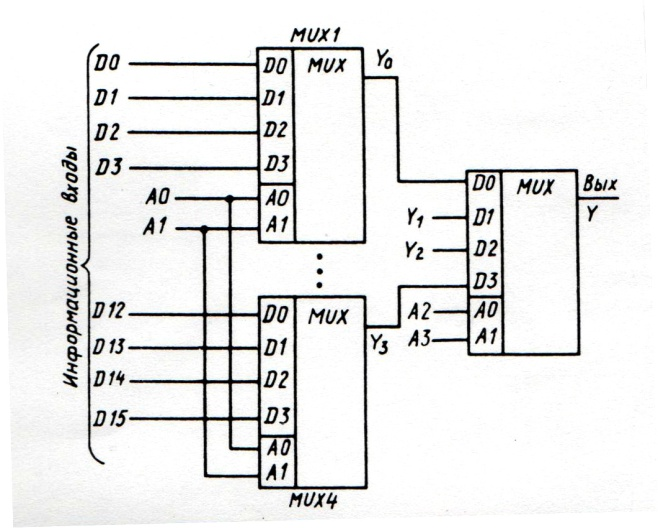 Информационные входы
D0
D1
D2
D3
A0
A1
MUX1
D0
D1
D2
D3
A0
A1
MUX
Y0
D12
D13
D14
D15
D0
D1
D2
D3
A0
A1
MUX
MUX4
Y3
Y1
Y2
A2
A3
D0
D1
D2
D3
A0
A1
MUX
Вых
Y